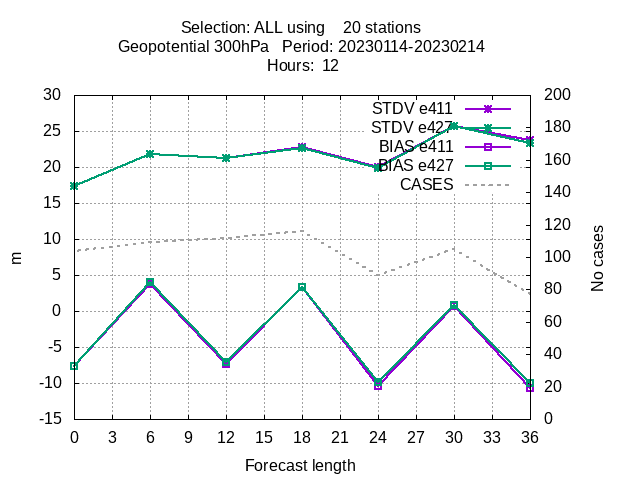 Selection: ALL using    20 stations
Geopotential 300hPa   Period: 20230114-20230214
Hours:  12
30 200
25 180
20 160
15 140
10 120
5 100
0 80
-5 60
-10 40
-15 20
0
STDV e411
STDV e427
BIAS e411
BIAS e427
CASES
m
No cases
0 3 6 9 12 15 18 21 24 27 30 33 36
Forecast length